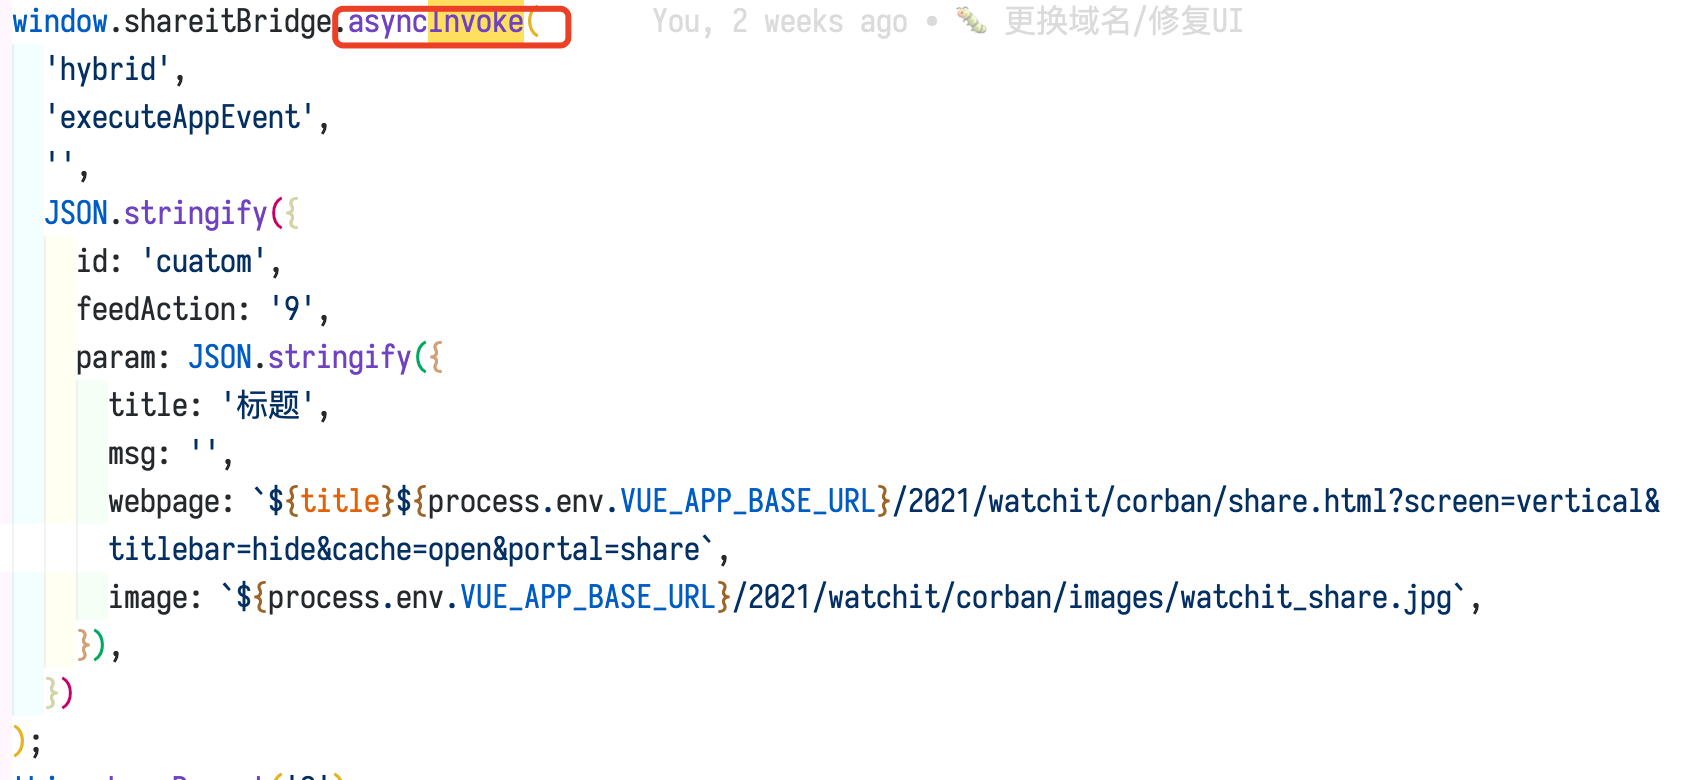 window.shareitBridge.asyncInvoke( You, 2 weeks ago • 🐛 更换域名/修复UI
'hybrid',
'executeAppEvent',
'',
JSON.stringify({
id: 'cuatom',
feedAction: '9',
param: JSON.stringify({
title: '标题',
msg: '',
webpage: `${title}${process.env.VUE_APP_BASE_URL}/2021/watchit/corban/share.html?screen=vertical&
titlebar=hide&cache=open&portal=share`,
image: `${process.env.VUE_APP_BASE_URL}/2021/watchit/corban/images/watchit_share.jpg`,
}),
})
);